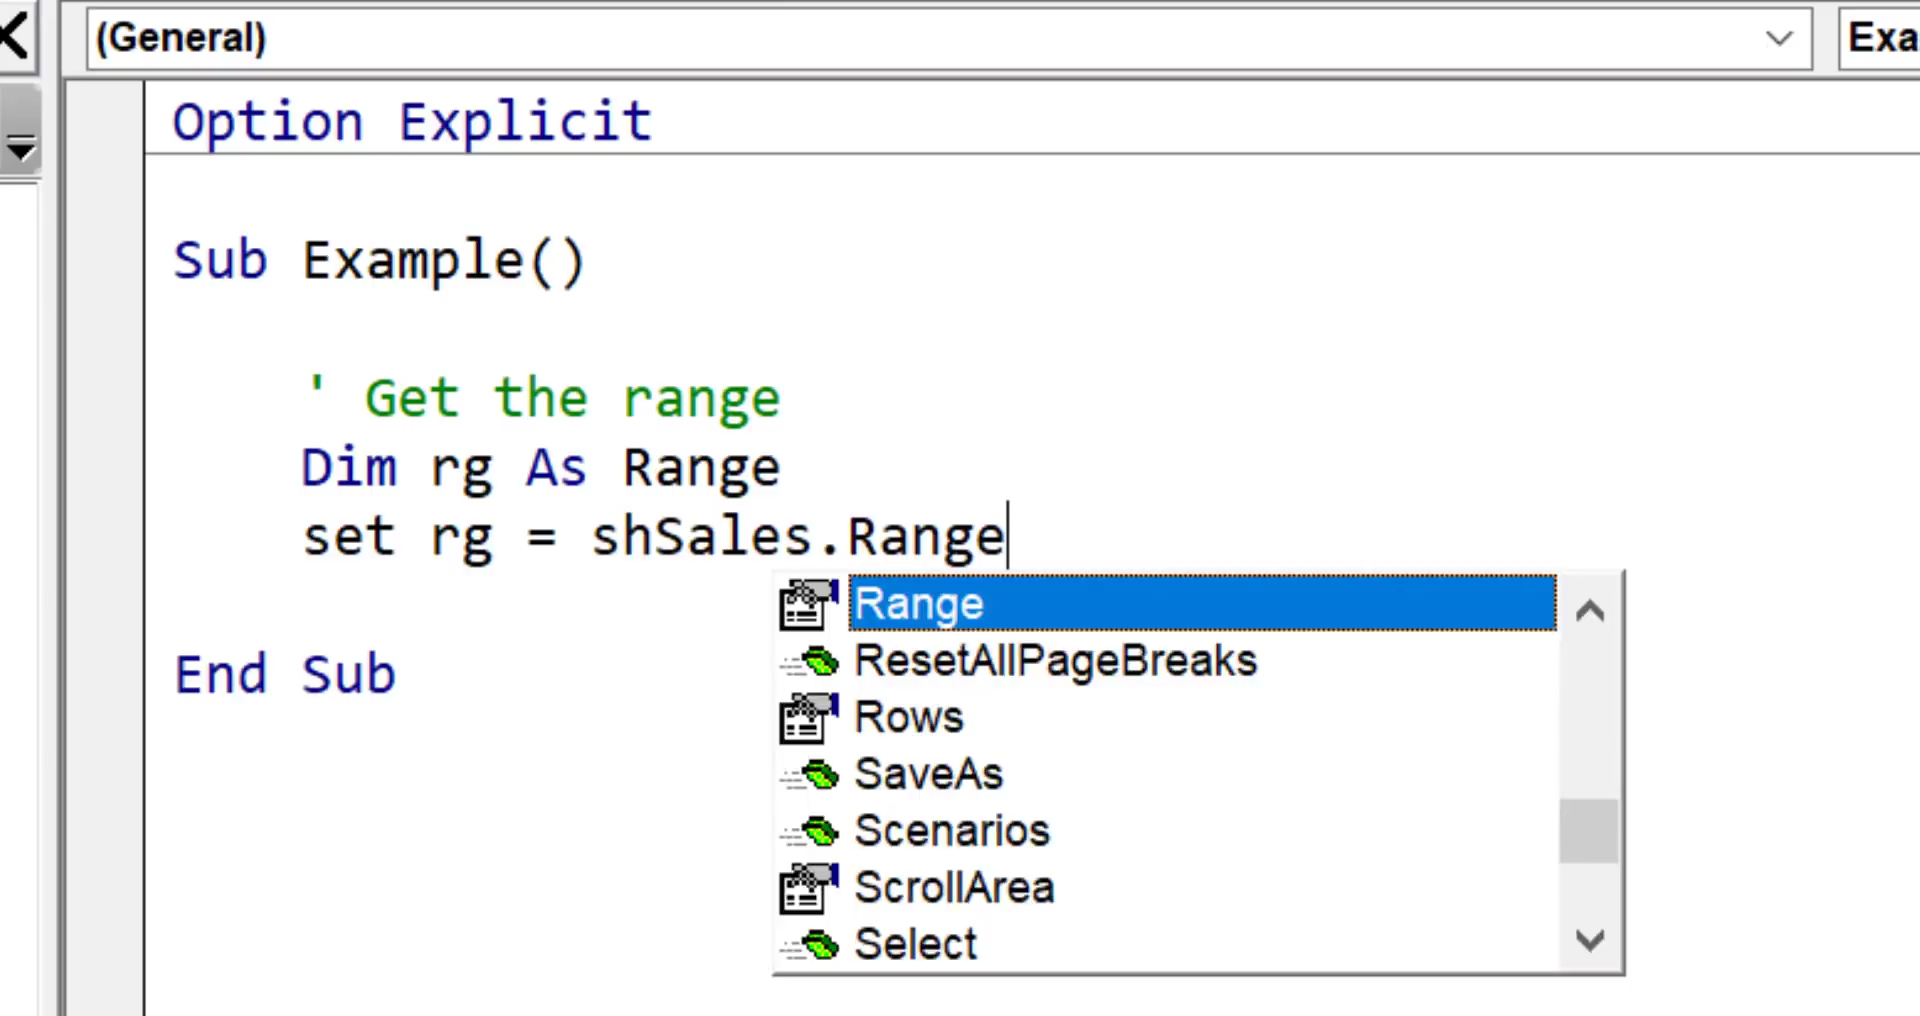 (General)
Exa
Option Explicit
Sub Example()
' Get the range
Dim rg As Range
set rg = shSales.Range
Range
ResetAllPageBreaks
Rows
SaveAs
Scenarios
ScrollArea
Select
End Sub